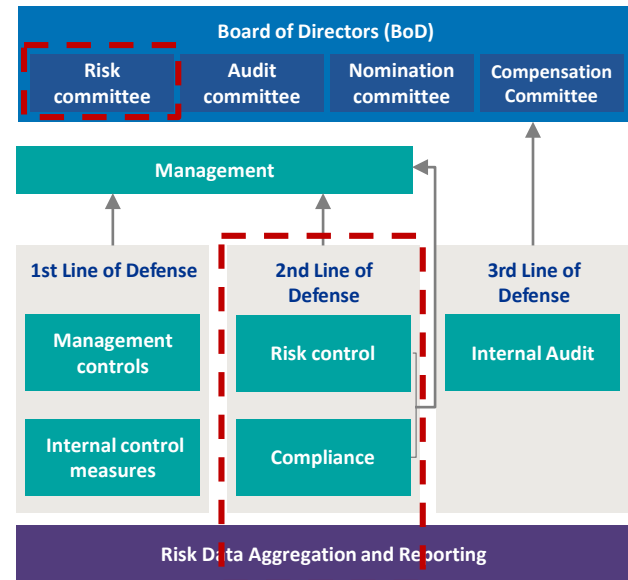 Board of Directors (BoD)
Risk
committee
Audit
committee
Nomination
committee
Compensation
Committee
Management
1st Line of Defense
2nd Line of
Defense
3rd Line of
Defense
Management
controls
Risk control
Internal Audit
Internal control
measures
Compliance
Risk Data Aggregation and Reporting